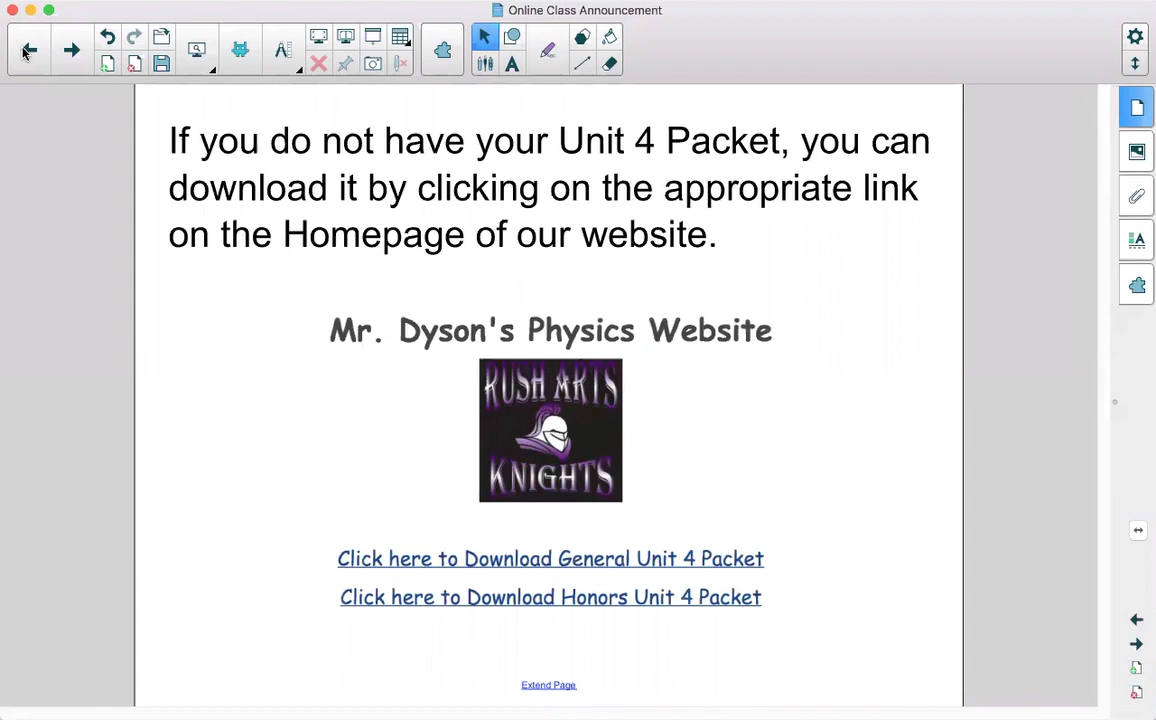 Online Class Announcement
If you do not have your Unit 4 Packet, you can
download it by clicking on the appropriate link
on the Homepage of our website.
Mr. Dyson's Physics Website
RUSH ARTS
KNIGHTS
Click here to Download General Unit 4 Packet
Click here to Download Honors Unit 4 Packet
Extend Page